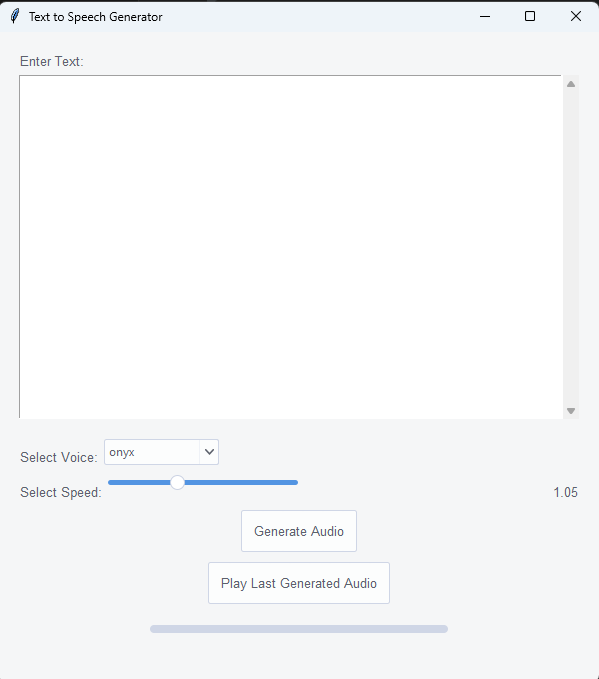 Text to Speech Generator
Enter Text:
Select Voice: onyx
Select Speed: 1.05
Generate Audio
Play Last Generated Audio